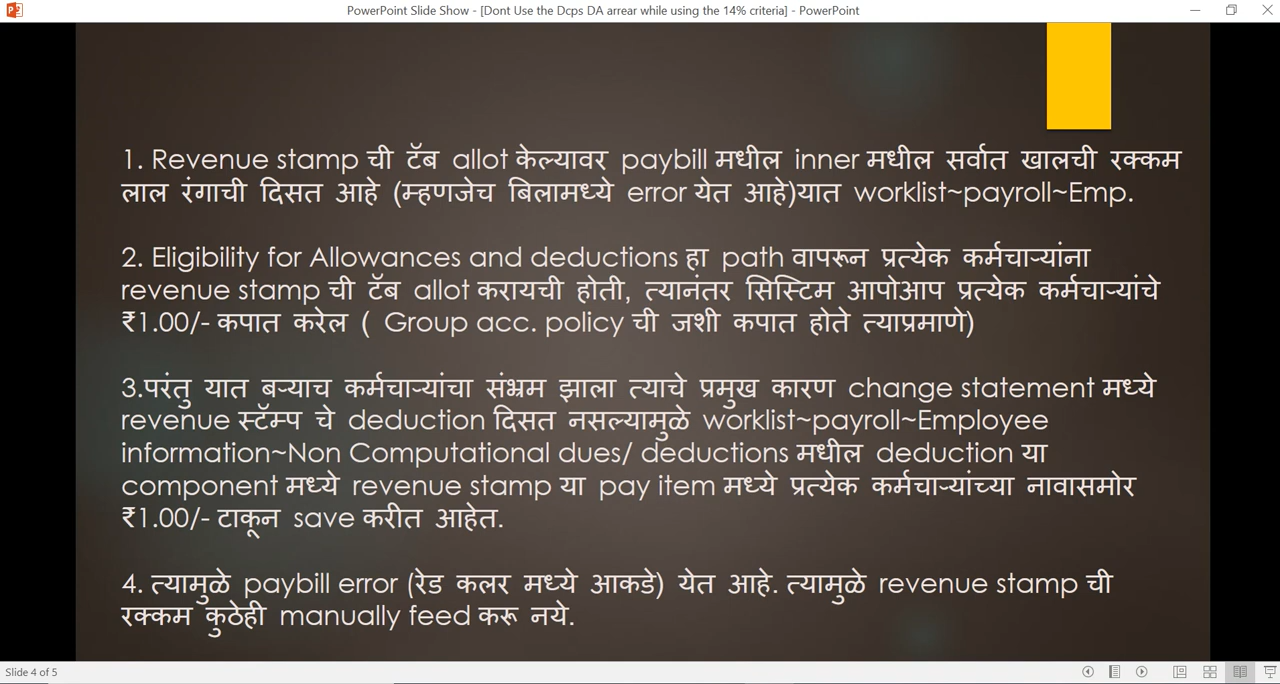 PowerPoint Slide Show - [Dont Use the Dcps DA arrear while using the 14% criteria] - PowerPoint
1. Revenue stamp ची टॅब allot केल्यावर paybill मधील inner मधील सर्वात खालची रक्कम
लाल रंगाची दिसत आहे (म्हणजेच बिलामध्ये error येत आहे)यात worklist~payroll~Emp.
2. Eligibility for Allowances and deductions हा path वापरून प्रत्येक कर्मचाऱ्यांना
revenue stamp ची टॅब allot करायची होती, त्यानंतर सिस्टिम आपोआप प्रत्येक कर्मचाऱ्यांचे
₹1.00/- कपात करेल ( Group acc. policy ची जशी कपात होते त्याप्रमाणे)
3.परंतु यात बऱ्याच कर्मचाऱ्यांचा संभ्रम झाला त्याचे प्रमुख कारण change statement मध्ये
revenue स्टॅम्प चे deduction दिसत नसल्यामुळे worklist~payroll~Employee
information~Non Computational dues/ deductions मधील deduction या
component मध्ये revenue stamp या pay item मध्ये प्रत्येक कर्मचाऱ्यांच्या नावासमोर
₹1.00/- टाकून save करीत आहेत.
4. त्यामुळे paybill error (रेड कलर मध्ये आकडे) येत आहे. त्यामुळे revenue stamp ची
रक्कम कुठेही manually feed करू नये.
Slide 4 of 5